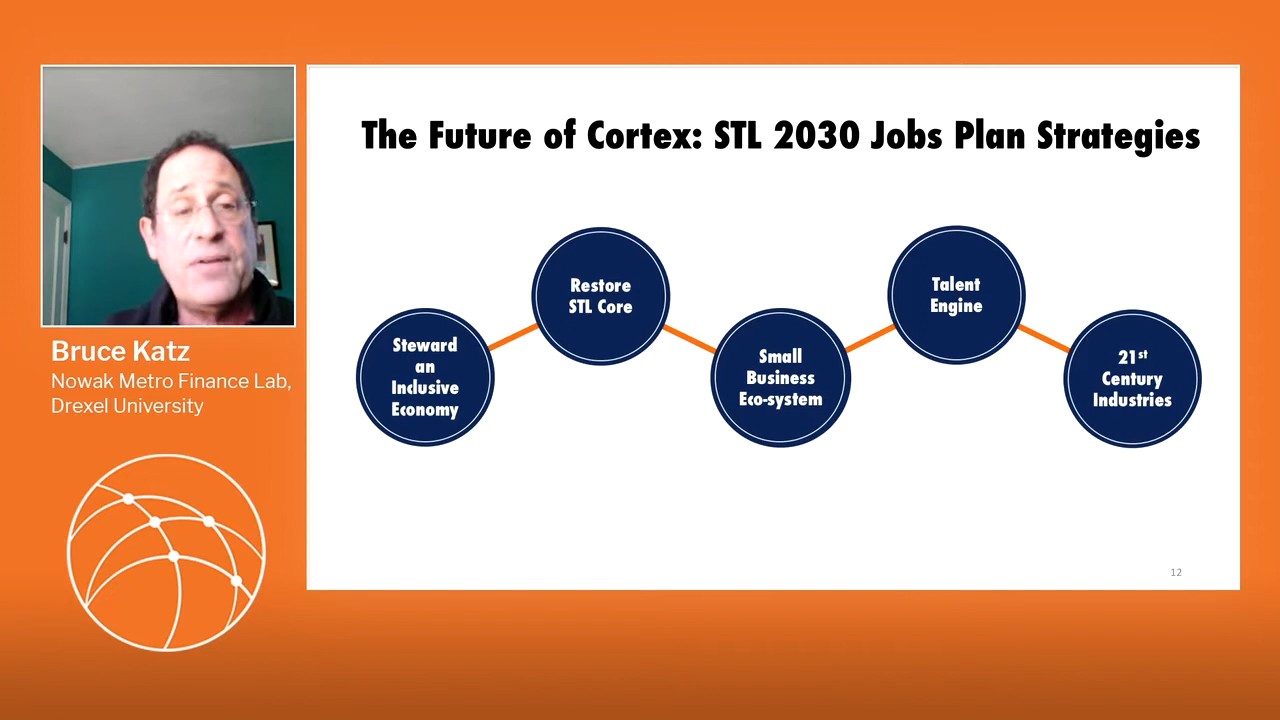 The Future of Cortex: STL 2030 Jobs Plan Strategies
Steward
an
Inclusive
Economy
Restore
STL Core
Small
Business
Eco-system
Talent
Engine
21st
Century
Industries
12
Bruce Katz
Nowak Metro Finance Lab,
Drexel University